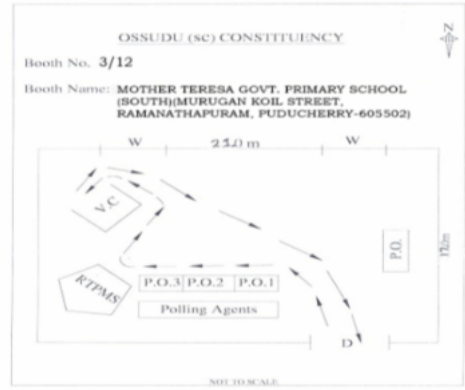 OSSUDU (SC) CONSTITUENCY
N
Booth No. 3/12
Booth Name: MOTHER TERESA GOVT. PRIMARY SCHOOL
(SOUTH)(MURUGAN KOIL STREET,
RAMANATHAPURAM, PUDUCHERRY-605502)
W W
V.C
P.O.
RTPMS
P.O.3 P.O.2 P.O.1
Polling Agents
D
NOT TO SCALE